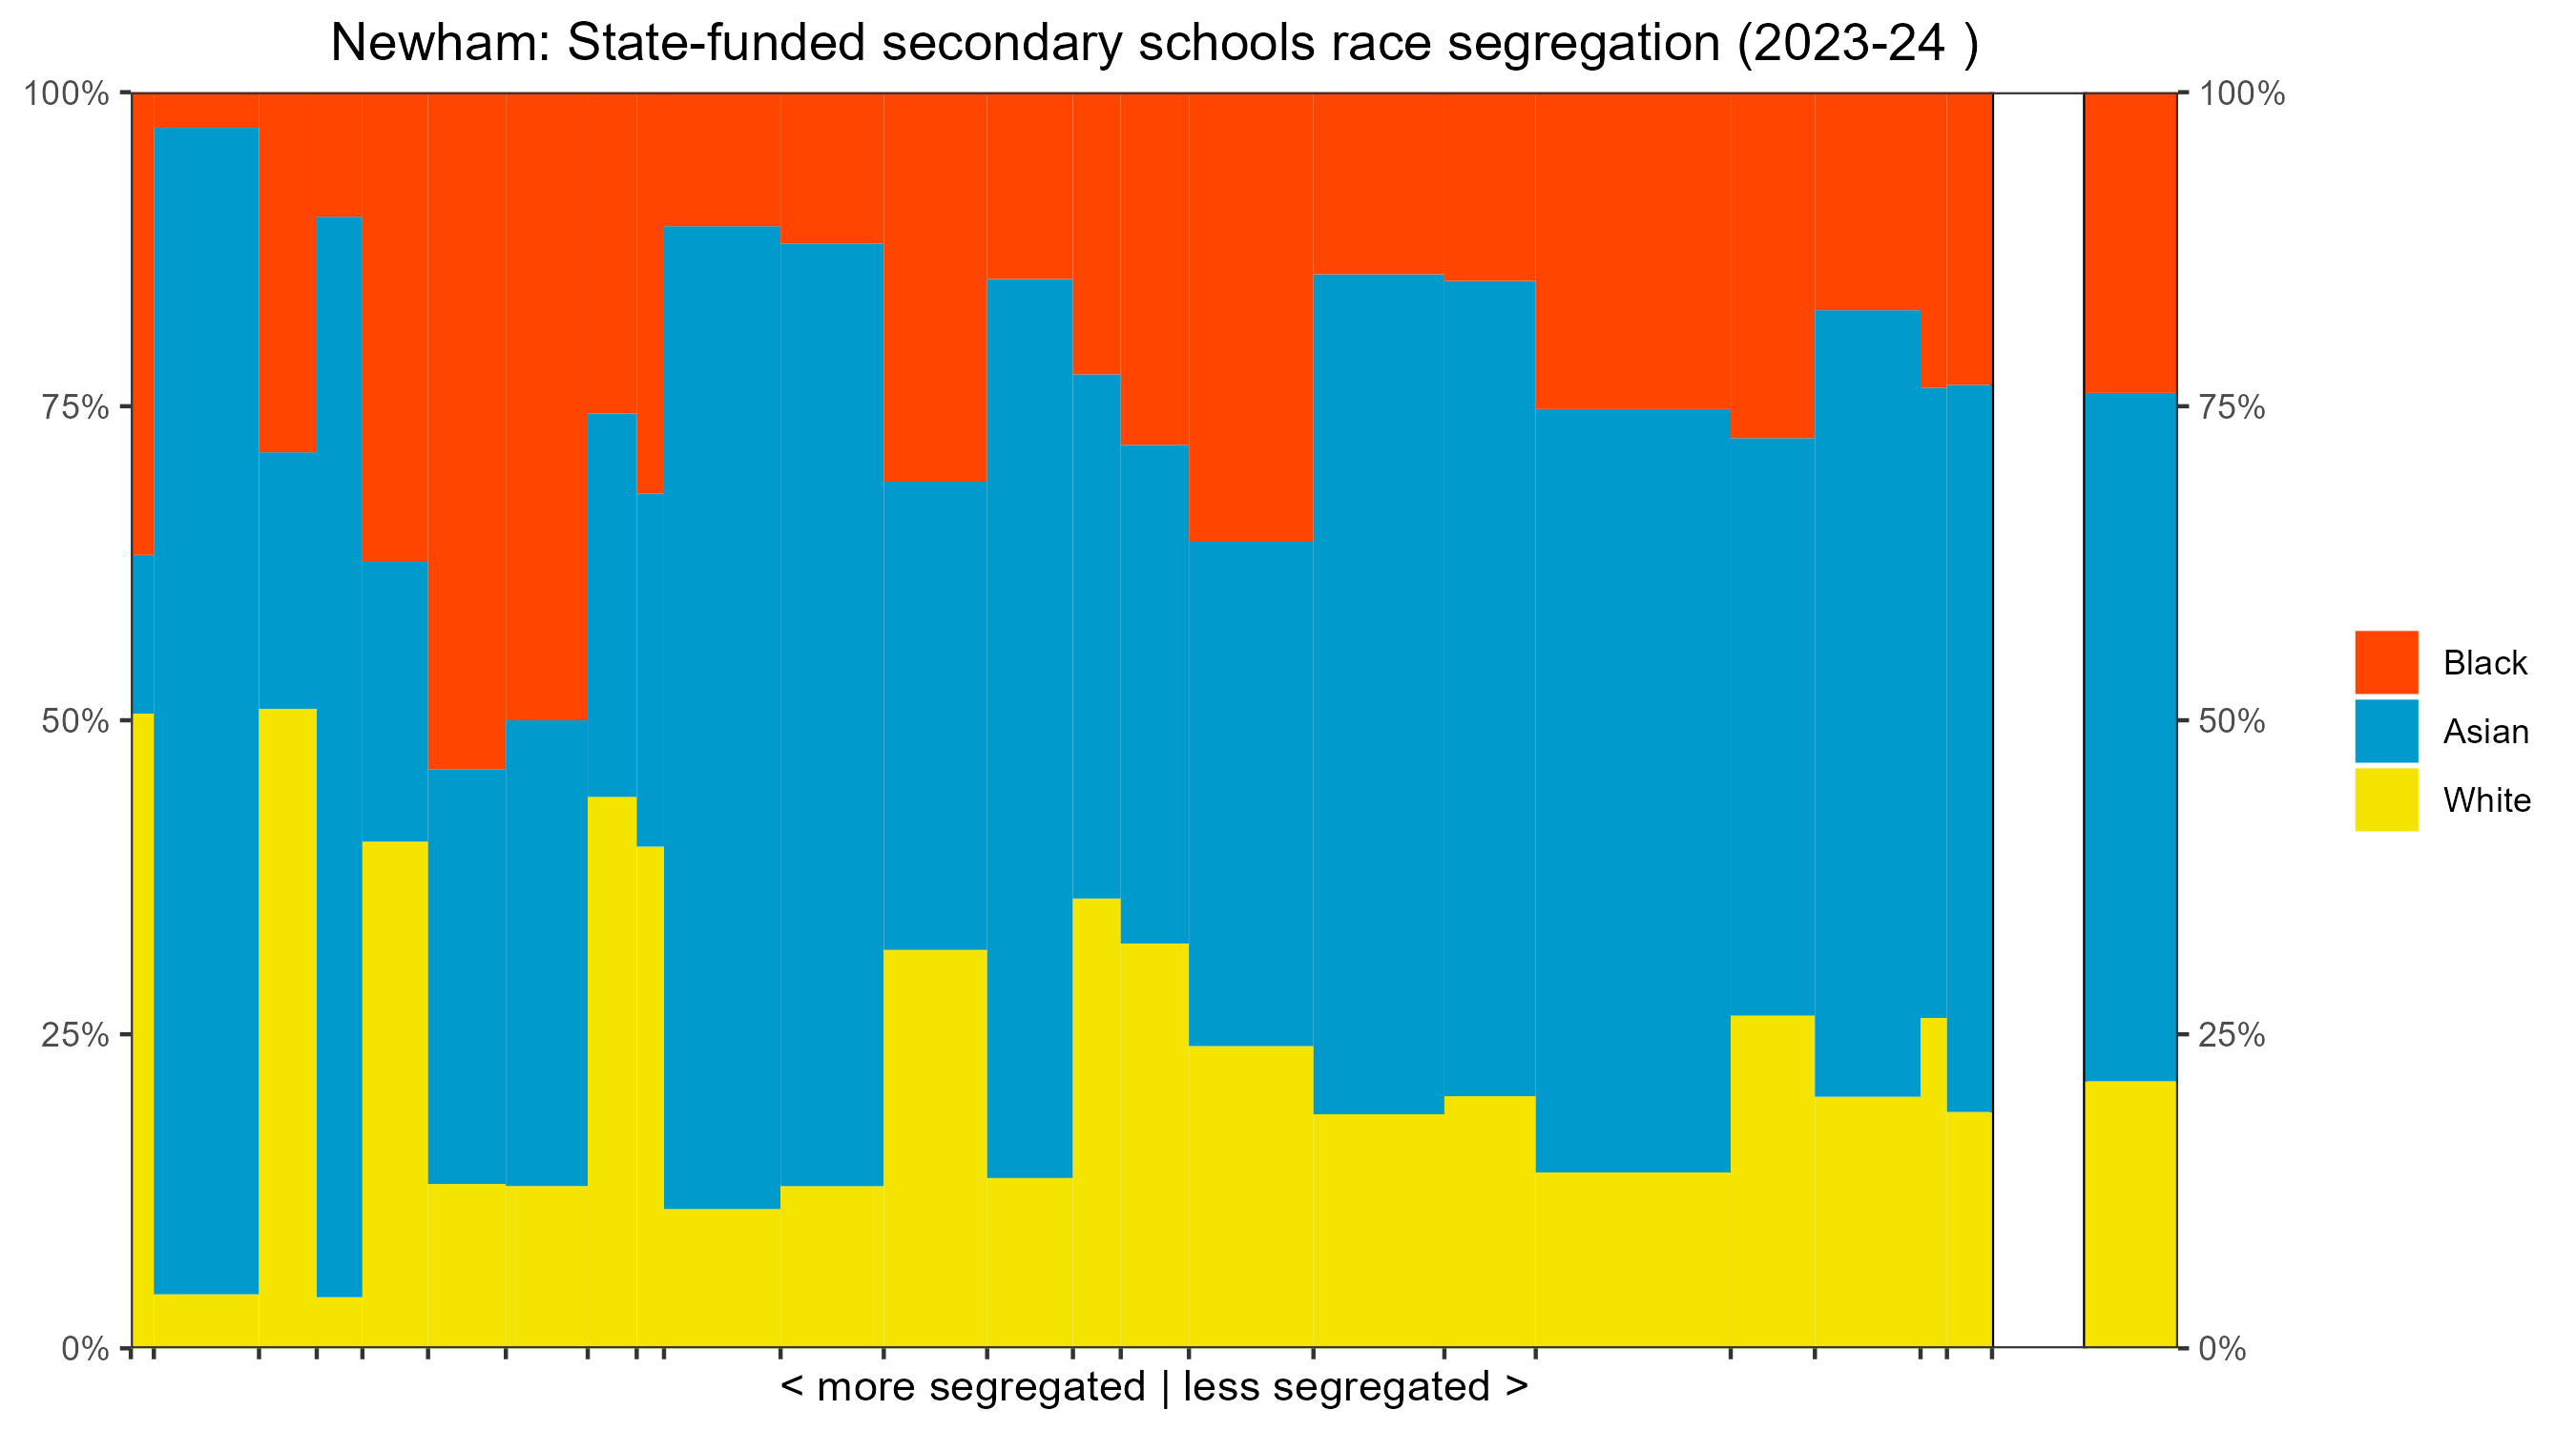 Newham: State-funded secondary schools race segregation (2023-24 )
100%
75%
50%
25%
0%
100%
75%
50%
25%
0%
Black
Asian
White
< more segregated | less segregated >